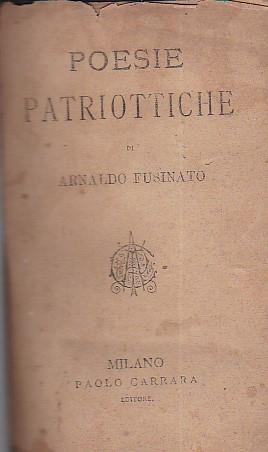 POESIE
PATRIOTTICHE
DI
ARNALDO FUSINATO
MILANO
PAOLO CARRARA
EDITORE.